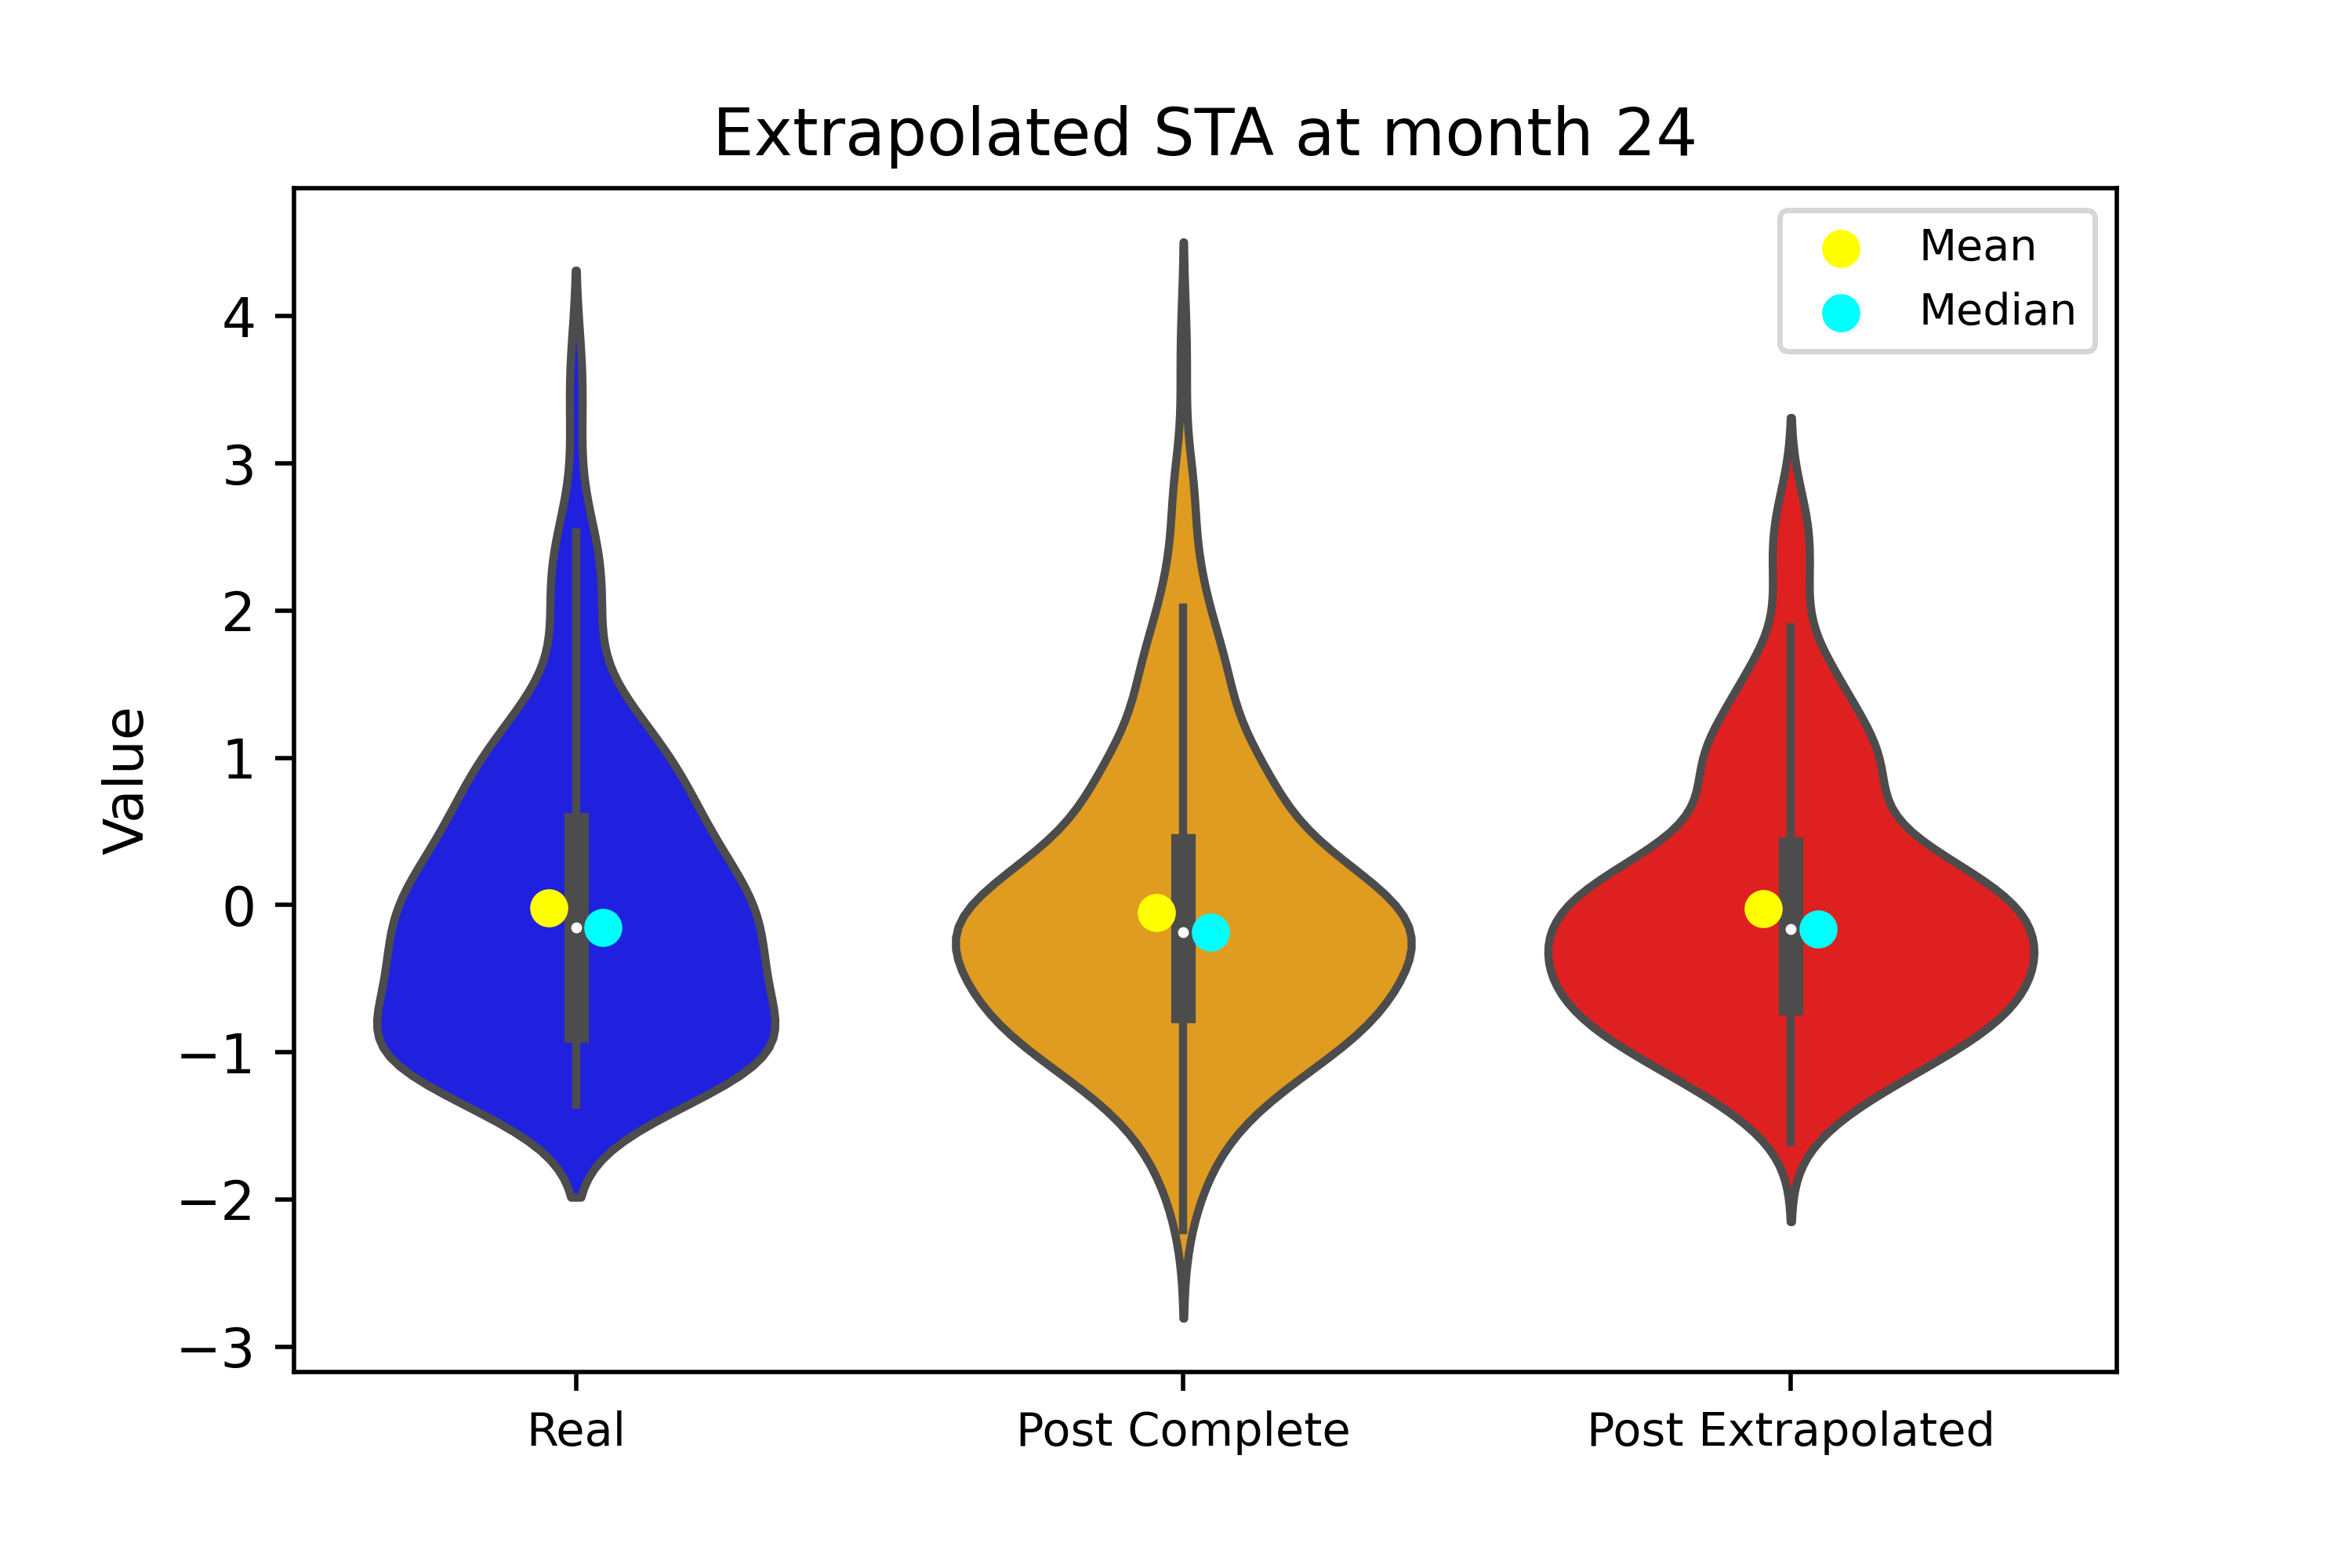 Extrapolated STA at month 24
Mean
Median
4
3
2
1
0
−1
−2
−3
Value
Real
Post Complete
Post Extrapolated